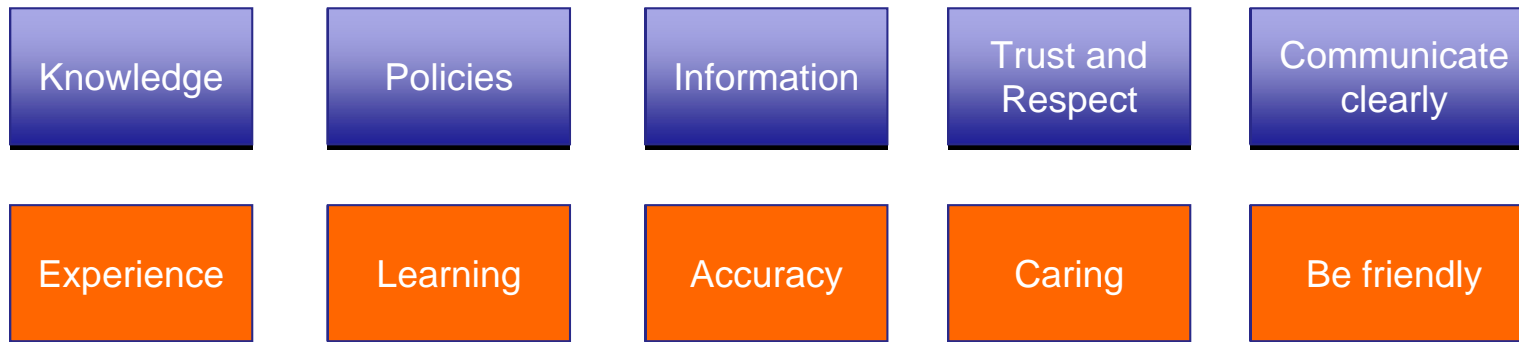 Knowledge
Policies
Information
Trust and
Respect
Communicate
clearly
Experience
Learning
Accuracy
Caring
Be friendly